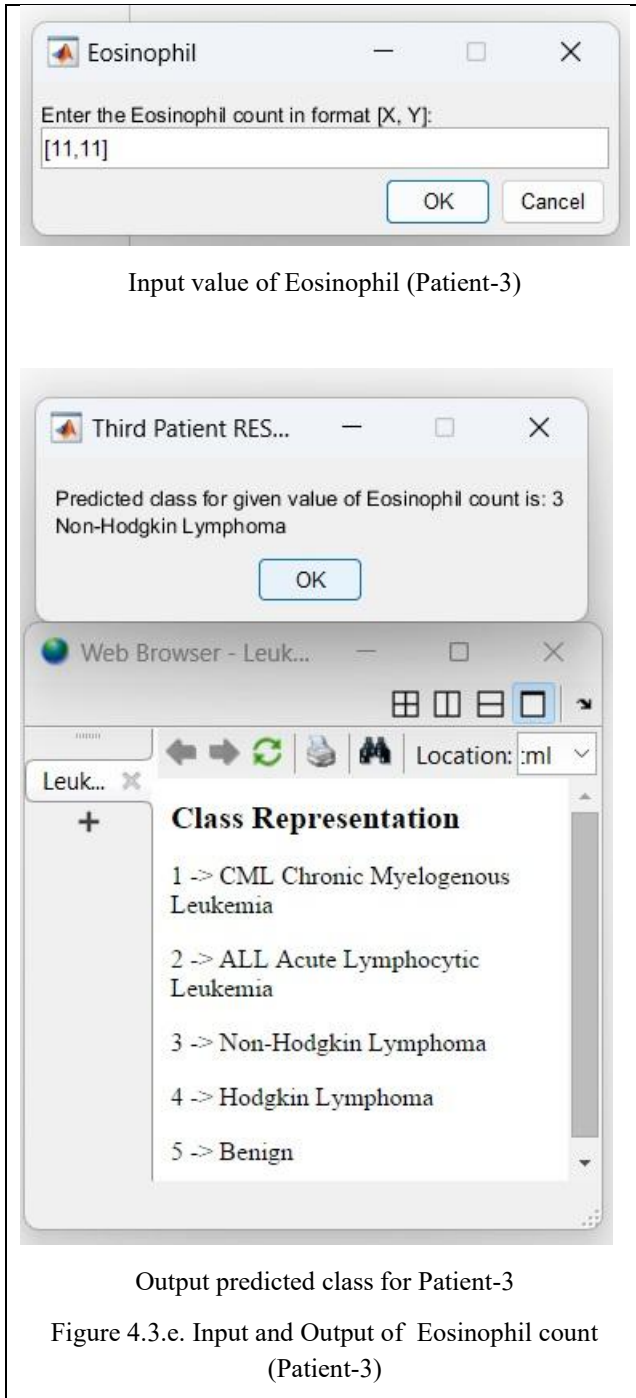 Eosinophil
Enter the Eosinophil count in format [X, Y]:
[11,11]
OK Cancel
Input value of Eosinophil (Patient-3)
Third Patient RES...
Predicted class for given value of Eosinophil count is: 3
Non-Hodgkin Lymphoma
OK
Web Browser - Leuk...
Location: :ml
Leuk...
Class Representation
1 -> CML Chronic Myelogenous
Leukemia
2 -> ALL Acute Lymphocytic
Leukemia
3 -> Non-Hodgkin Lymphoma
4 -> Hodgkin Lymphoma
5 -> Benign
Output predicted class for Patient-3
Figure 4.3.e. Input and Output of Eosinophil count
(Patient-3)